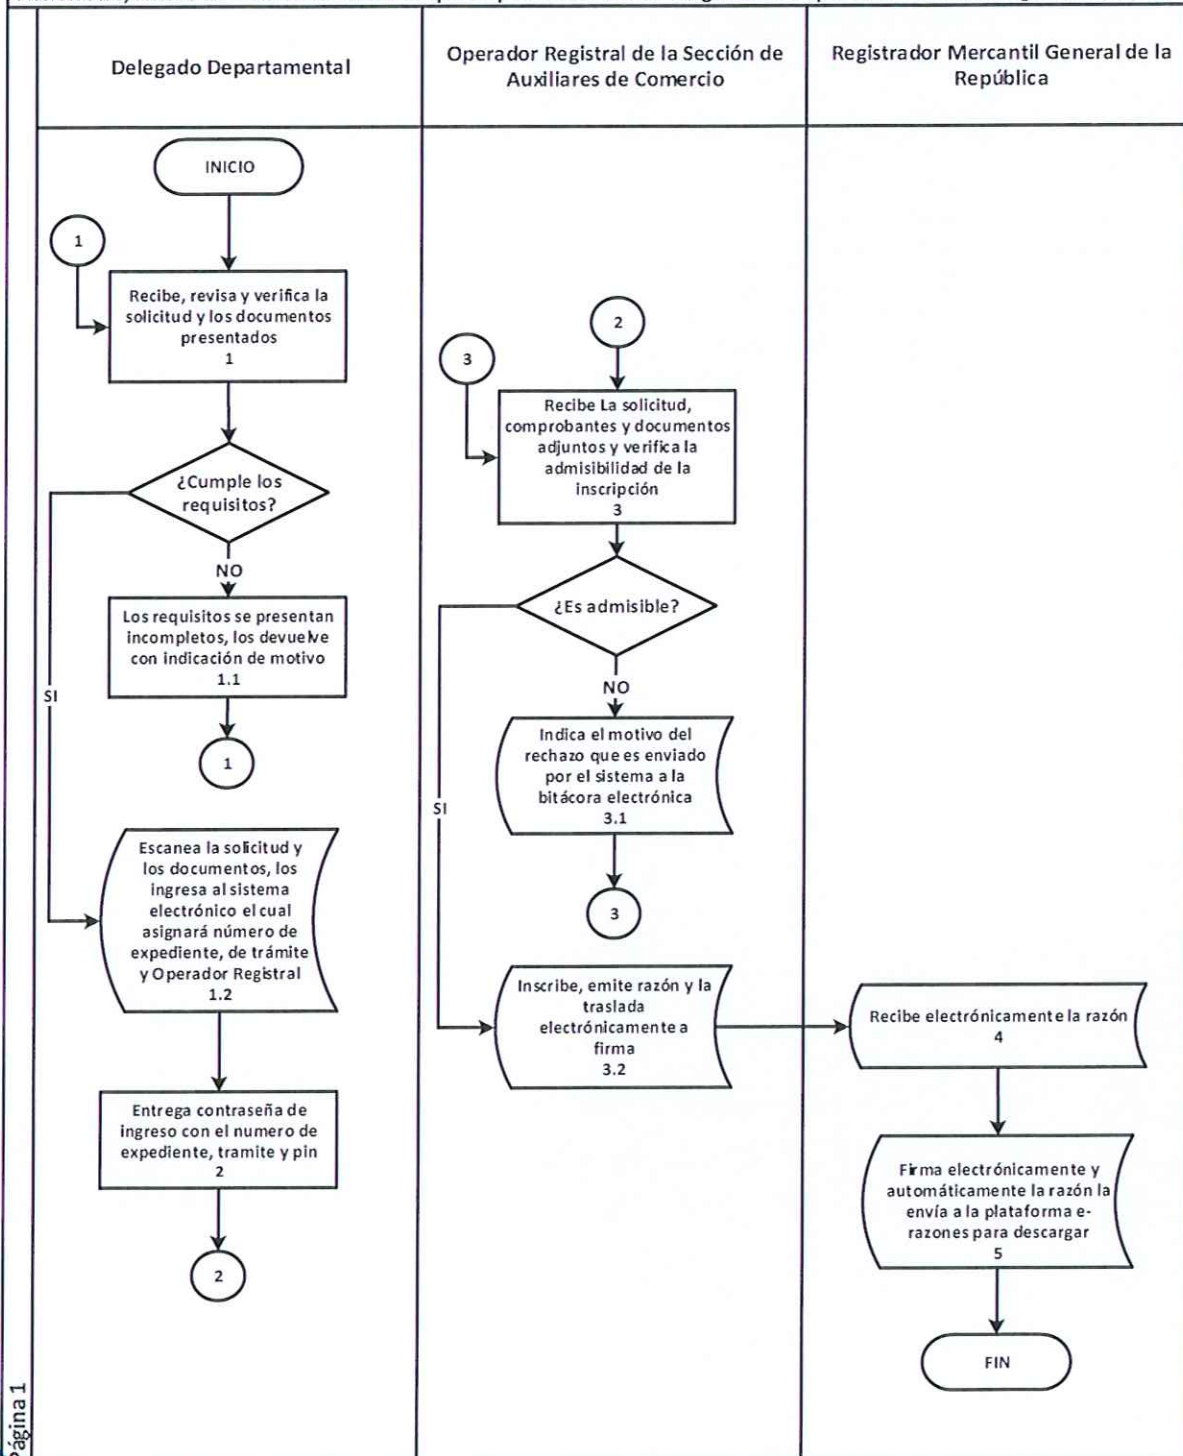 Delegado Departamental
Operador Registral de la Sección de
Auxiliares de Comercio
Registrador Mercantil General de la
República
INICIO
1
Recibe, revisa y verifica la
solicitud y los documentos
presentados
1
¿Cumple los
requisitos?
NO
SI
Los requisitos se presentan
incompletos, los devuelve
con indicación de motivo
1.1
1
Escanea la solicitud y
los documentos, los
ingresa al sistema
electrónico el cual
asignará número de
expediente, de trámite
y Operador Registral
1.2
Entrega contraseña de
ingreso con el numero de
expediente, tramite y pin
2
2
2
3
Recibe La solicitud,
comprobantes y documentos
adjuntos y verifica la
admisibilidad de la
inscripción
3
¿Es admisible?
NO
SI
Indica el motivo del
rechazo que es enviado
por el sistema a la
bitácora electrónica
3.1
3
Inscribe, emite razón y la
traslada
electrónicamente a
firma
3.2
Recibe electrónicamente la razón
4
Firma electrónicamente y
automáticamente la razón la
envía a la plataforma e-
razones para descargar
5
FIN
Página 1